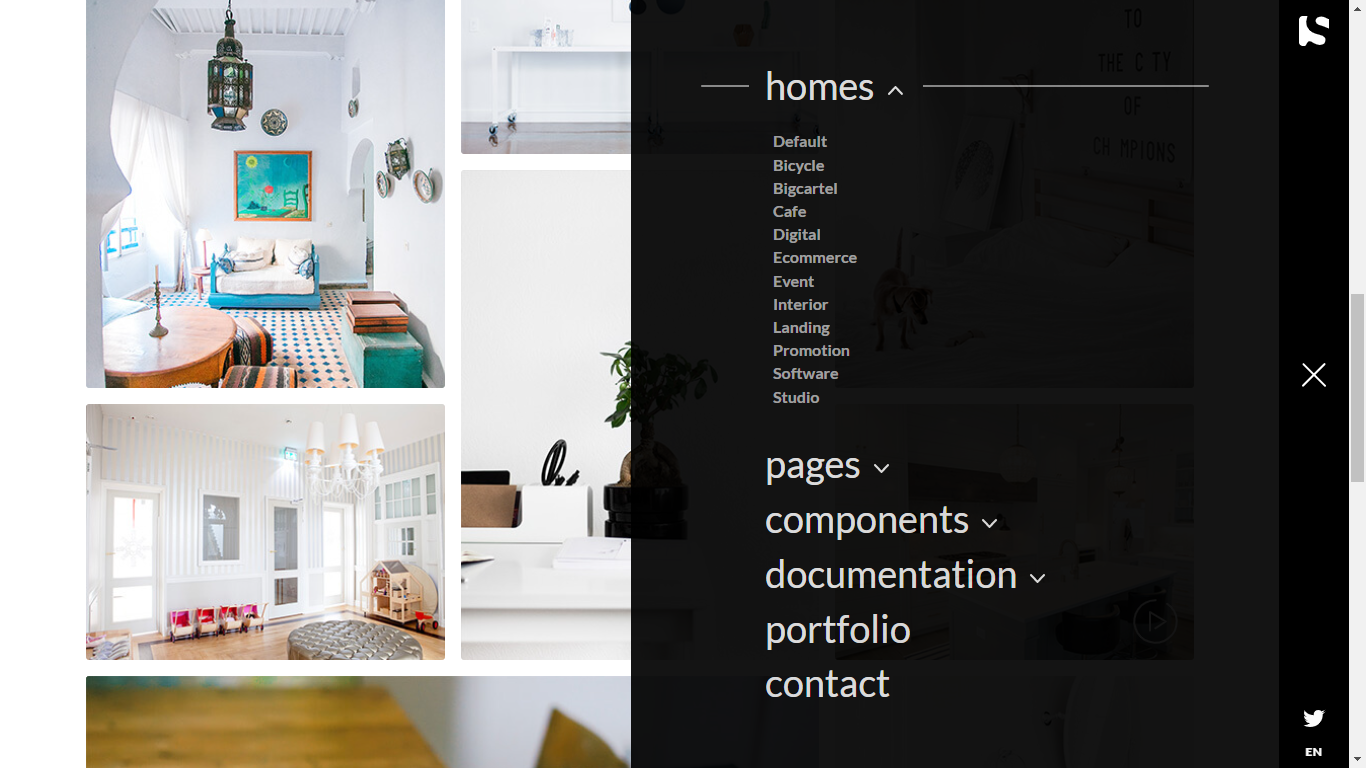 TO
THE C TY
OF
CH MPIONS
homes
Default
Bicycle
Bigcartel
Cafe
Digital
Ecommerce
Event
Interior
Landing
Promotion
Software
Studio
pages
components
documentation
portfolio
contact
EN